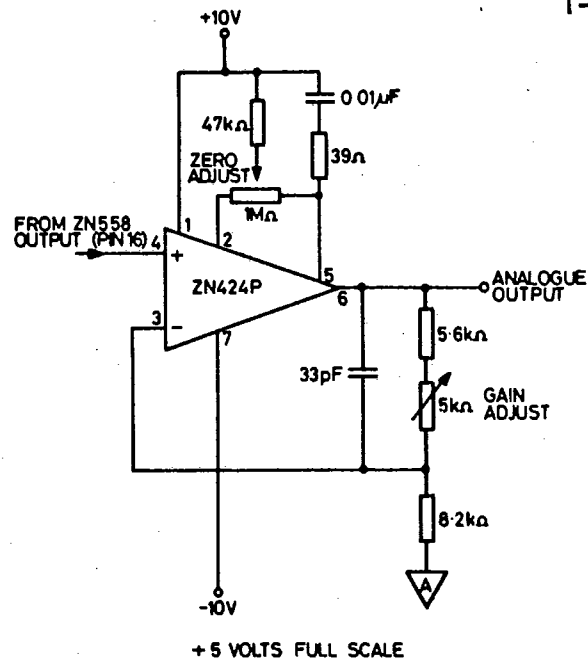 1-
+10V
0.01µF
47kΩ
39Ω
ZERO
ADJUST
1MΩ
FROM ZN558
OUTPUT (PIN 16)
1
4
2
+
5
ZN424P
6
ANALOGUE
OUTPUT
3
-
7
5.6kΩ
33pF
5kΩ
GAIN
ADJUST
8.2kΩ
A
-10V
+5 VOLTS FULL SCALE